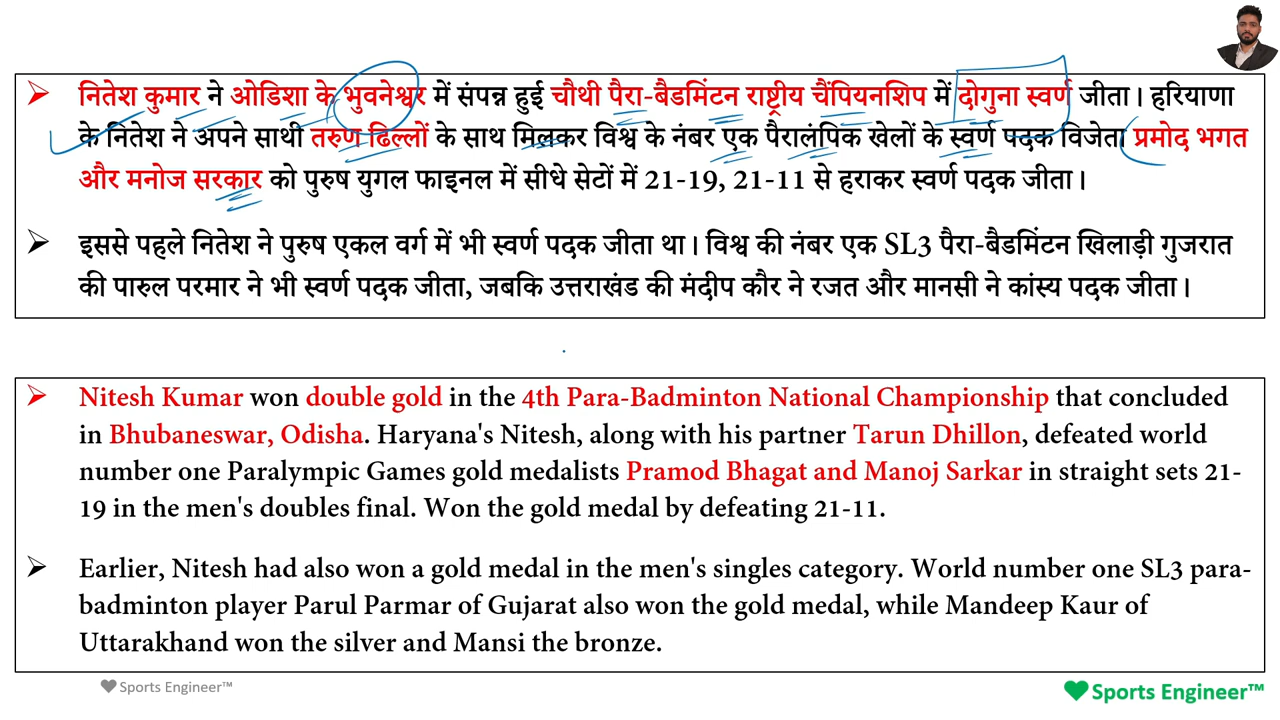 नितेश कुमार ने ओडिशा के भुवनेश्वर में संपन्न हुई चौथी पैरा-बैडमिंटन राष्ट्रीय चैंपियनशिप में दोगुना स्वर्ण जीता। हरियाणा
के नितेश ने अपने साथी तरुण ढिल्लों के साथ मिलकर विश्व के नंबर एक पैरालंपिक खेलों के स्वर्ण पदक विजेता प्रमोद भगत
और मनोज सरकार को पुरुष युगल फाइनल में सीधे सेटों में 21-19, 21-11 से हराकर स्वर्ण पदक जीता।
इससे पहले नितेश ने पुरुष एकल वर्ग में भी स्वर्ण पदक जीता था। विश्व की नंबर एक SL3 पैरा-बैडमिंटन खिलाड़ी गुजरात
की पारुल परमार ने भी स्वर्ण पदक जीता, जबकि उत्तराखंड की मंदीप कौर ने रजत और मानसी ने कांस्य पदक जीता।
Nitesh Kumar won double gold in the 4th Para-Badminton National Championship that concluded
in Bhubaneswar, Odisha. Haryana's Nitesh, along with his partner Tarun Dhillon, defeated world
number one Paralympic Games gold medalists Pramod Bhagat and Manoj Sarkar in straight sets 21-
19 in the men's doubles final. Won the gold medal by defeating 21-11.
Earlier, Nitesh had also won a gold medal in the men's singles category. World number one SL3 para-
badminton player Parul Parmar of Gujarat also won the gold medal, while Mandeep Kaur of
Uttarakhand won the silver and Mansi the bronze.
Sports Engineer™
Sports Engineer™